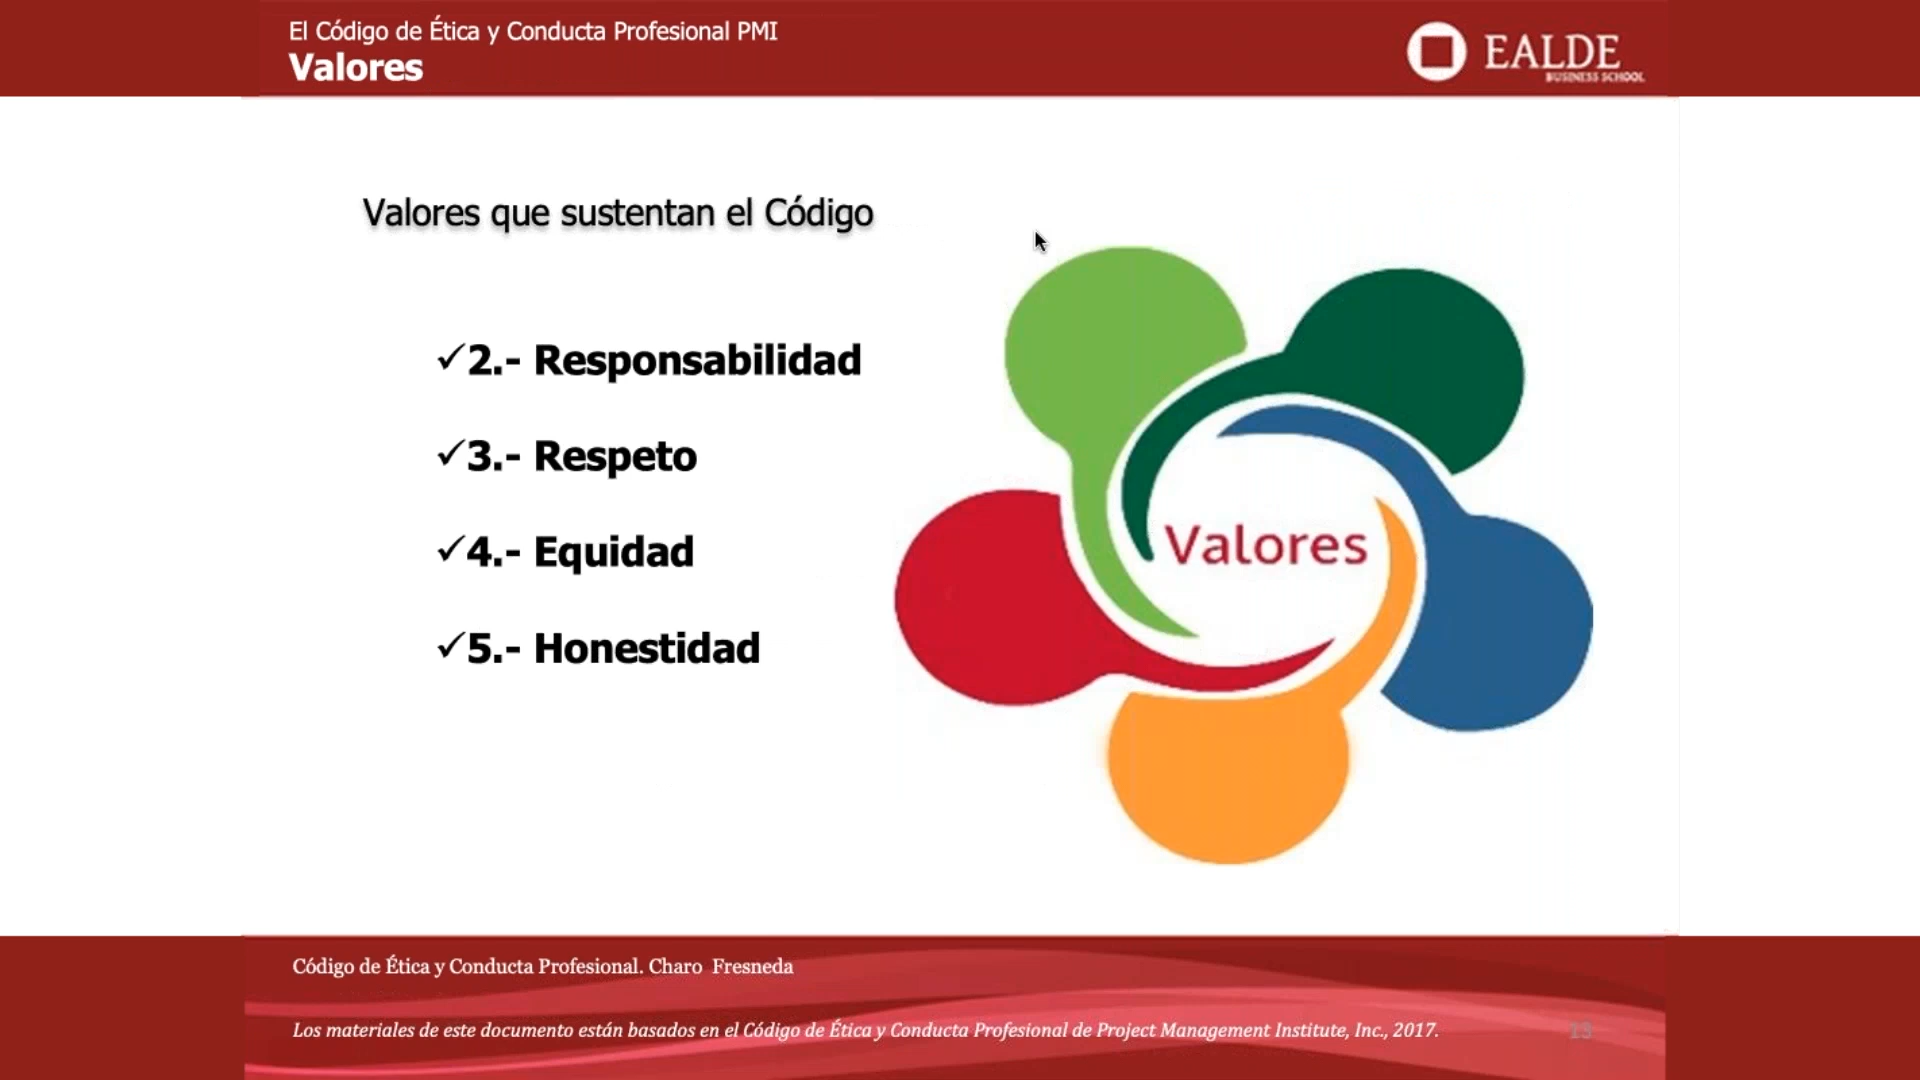 El Código de Ética y Conducta Profesional PMI
Valores
EALDE
BUSINESS SCHOOL
Valores que sustentan el Código
✓2.- Responsabilidad
✓3.- Respeto
✓4.- Equidad
✓5.- Honestidad
Valores
Código de Ética y Conducta Profesional. Charo Fresneda
Los materiales de este documento están basados en el Código de Ética y Conducta Profesional de Project Management Institute, Inc., 2017.
13